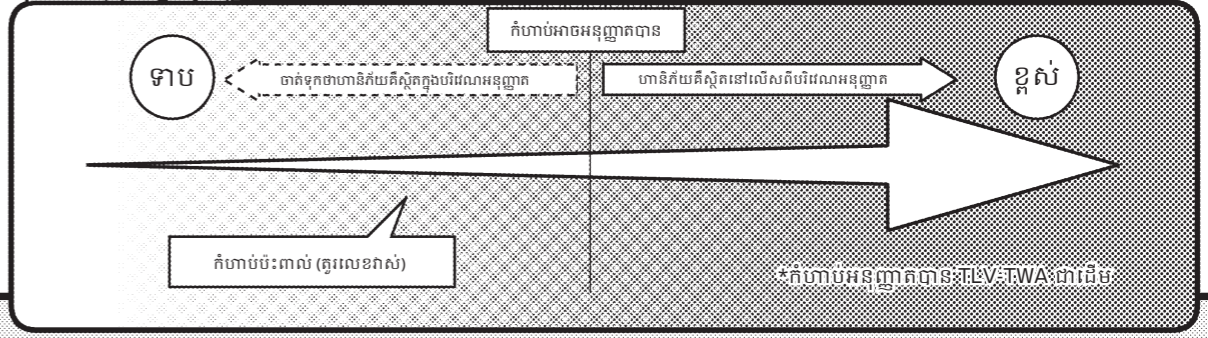 កំហាប់អាចអនុញ្ញាតបាន
ទាប
ចាត់ទុកថាហានិភ័យគឺស្ថិតក្នុងបរិវេណអនុញ្ញាត
ហានិភ័យគឺស្ថិតនៅលើសពីបរិវេណអនុញ្ញាត
ខ្ពស់
កំហាប់ប៉ះពាល់ (តួរលេខវាស់)
*កំហាប់អនុញ្ញាតបាន TLV-TWA ជាដើម